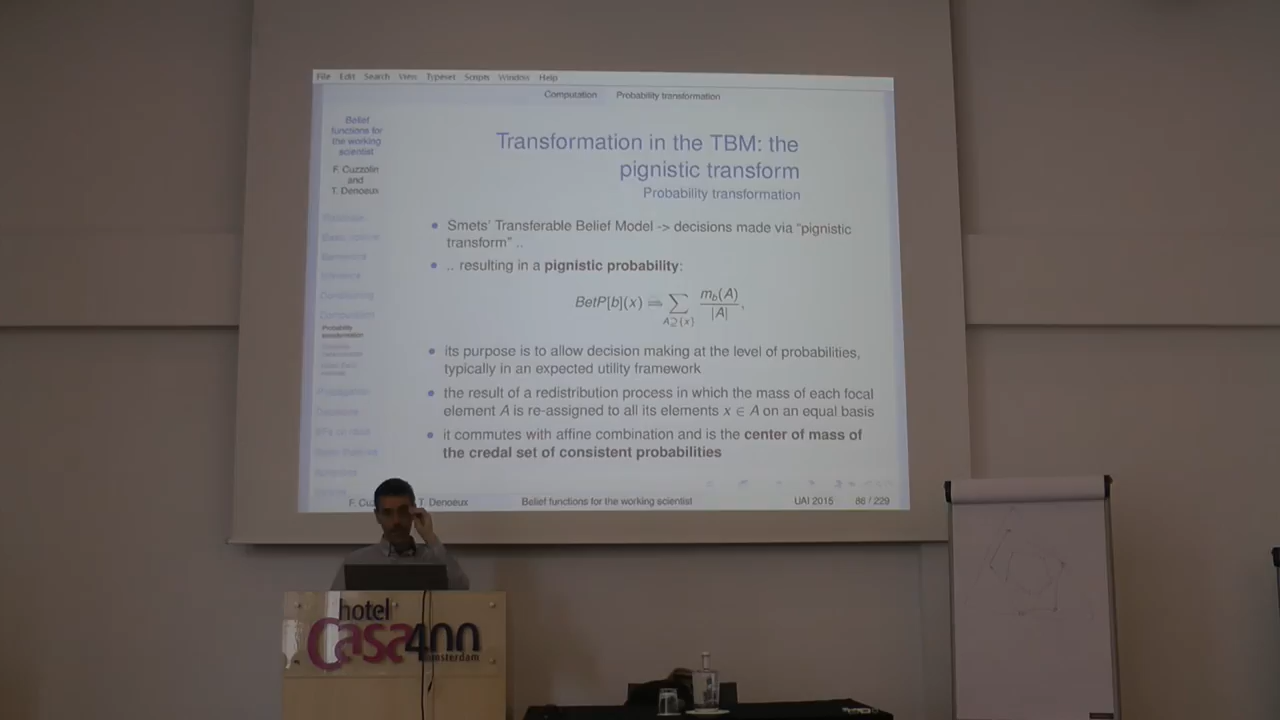 File Edit Search View Typeset Scripts Window Help
Computation Probability transformation
Belief
functions for
the working
scientist
F. Cuzzolin
and
T. Denoeux
Transformation in the TBM: the
pignistic transform
Probability transformation
• Smets' Transferable Belief Model -> decisions made via "pignistic
transform" ..
• .. resulting in a pignistic probability:
BetP[b](x) = ∑_{A⊇{x}} m_b(A)/|A|,
• its purpose is to allow decision making at the level of probabilities,
typically in an expected utility framework
• the result of a redistribution process in which the mass of each focal
element A is re-assigned to all its elements x ∈ A on an equal basis
• it commutes with affine combination and is the center of mass of
the credal set of consistent probabilities
Probability
transformation
F. Cuz T. Denoeux Belief functions for the working scientist UAI 2015 86 / 229
hotel
Casa400
amsterdam